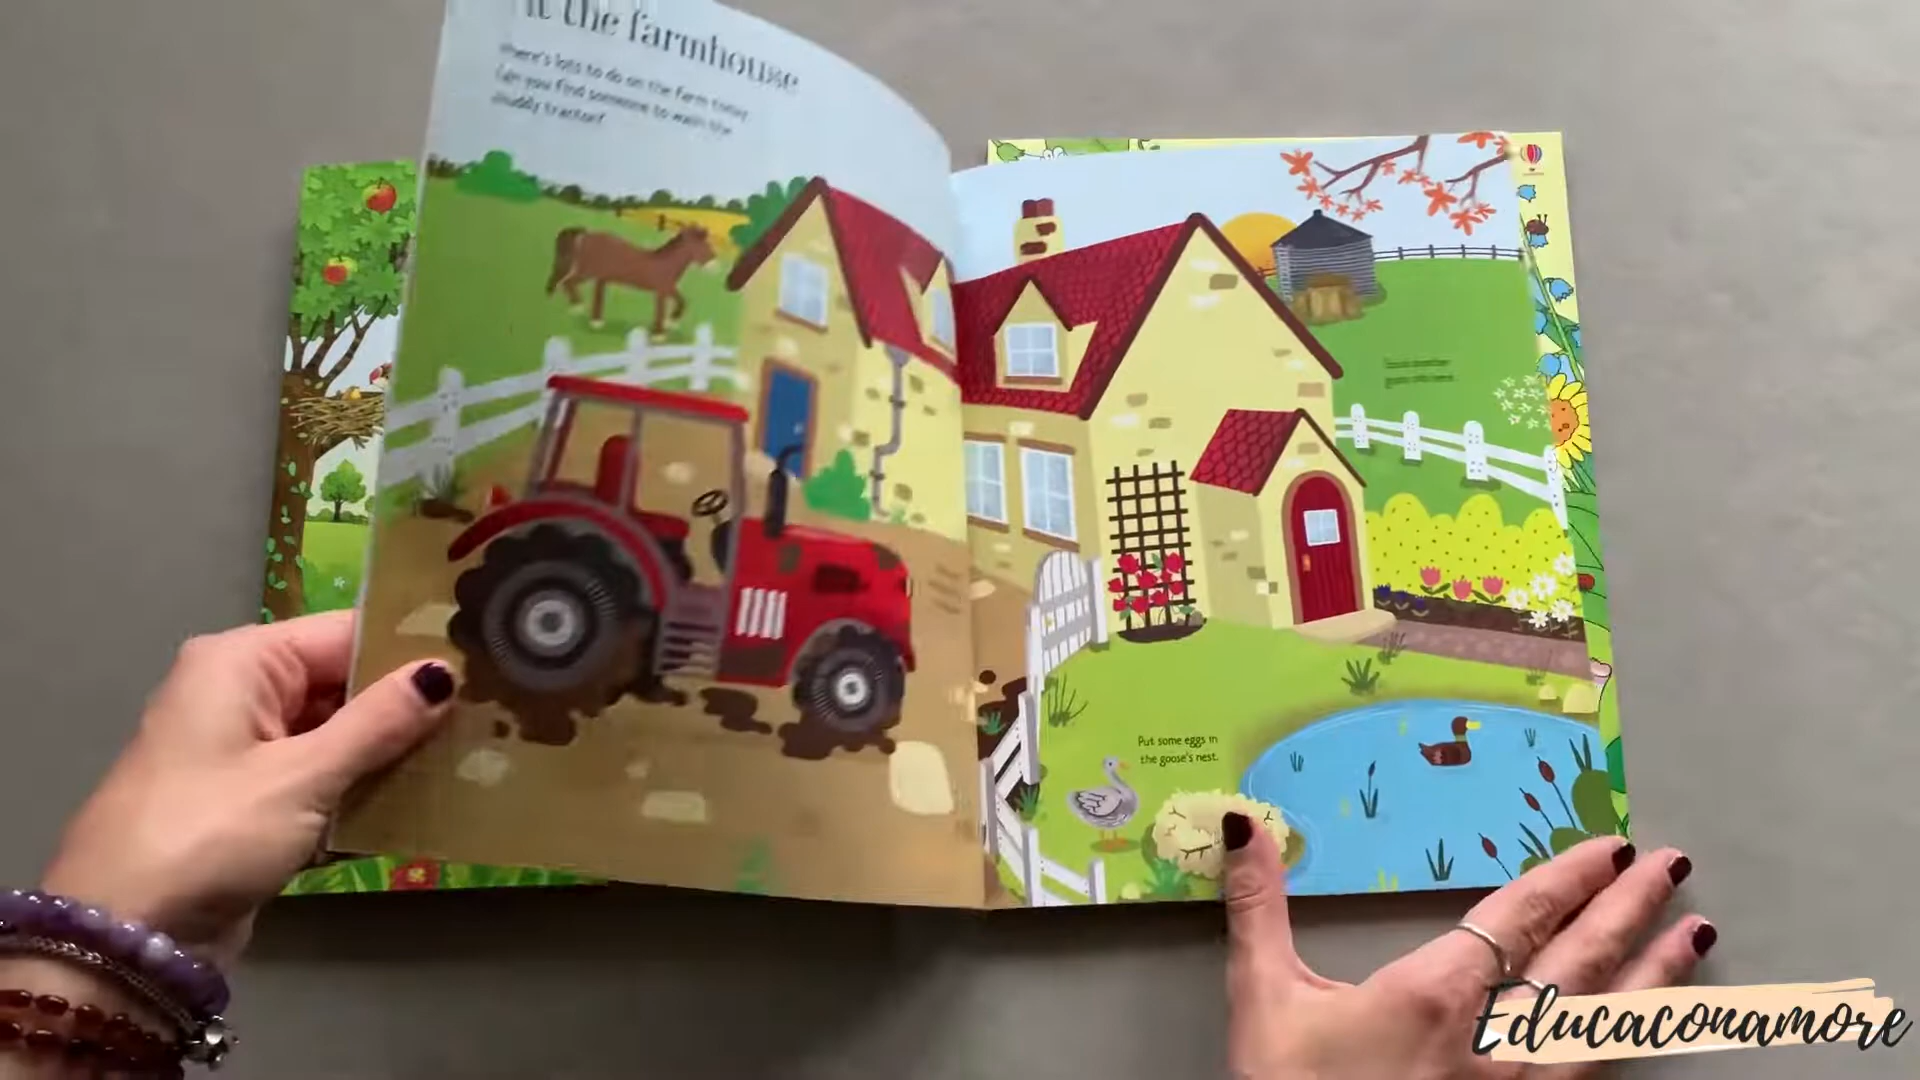 the farmhouse
There's lots to do on the farm today.
Can you find someone to wash the
muddy tractor?
Put some eggs in
the goose's nest.
Educaconamore